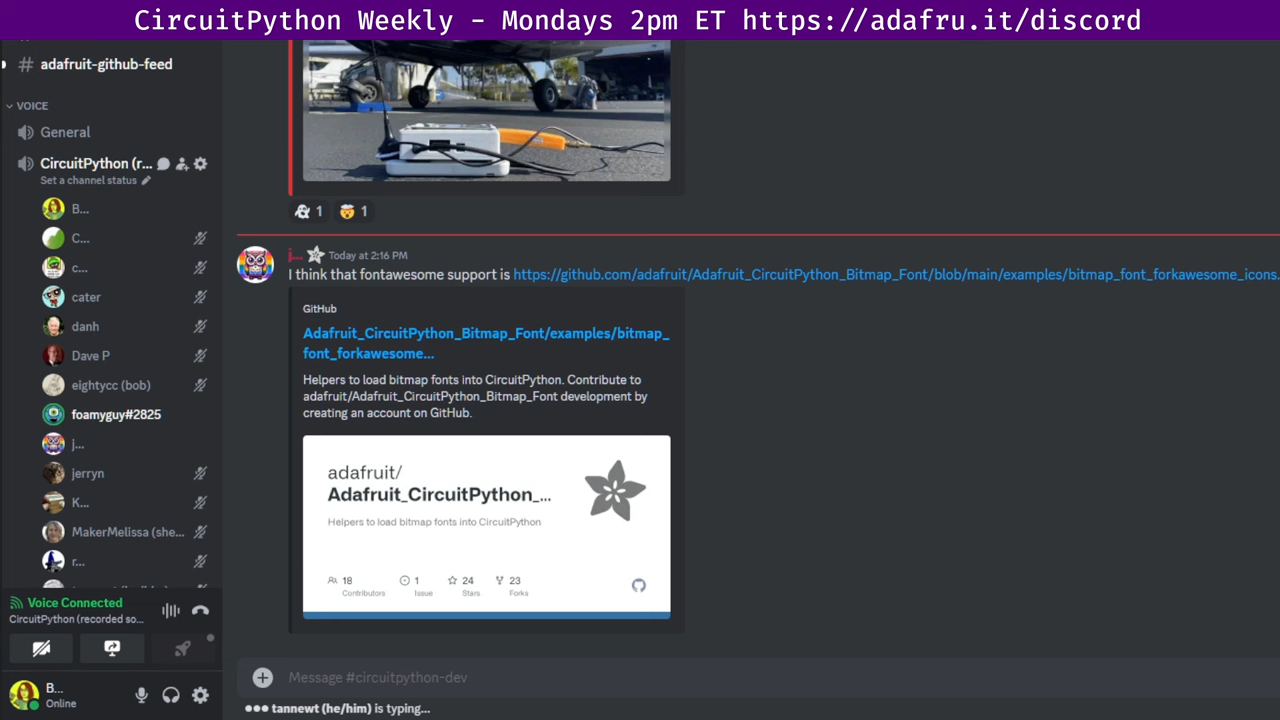 CircuitPython Weekly - Mondays 2pm ET https://adafru.it/discord
# adafruit-github-feed
VOICE
General
CircuitPython (r...
Set a channel status
B...
C...
c...
cater
danh
Dave P
eightycc (bob)
foamyguy#2825
j...
jerryn
K...
MakerMelissa (she...
r...
Voice Connected
CircuitPython (recorded so...
B...
Online
1 1
j... Today at 2:16 PM
I think that fontawesome support is https://github.com/adafruit/Adafruit_CircuitPython_Bitmap_Font/blob/main/examples/bitmap_font_forkawesome_icons.
GitHub
Adafruit_CircuitPython_Bitmap_Font/examples/bitmap_
font_forkawesome...
Helpers to load bitmap fonts into CircuitPython. Contribute to
adafruit/Adafruit_CircuitPython_Bitmap_Font development by
creating an account on GitHub.
adafruit/
Adafruit_CircuitPython_...
Helpers to load bitmap fonts into CircuitPython
18 1 24 23
Contributors Issue Stars Forks
Message #circuitpython-dev
tannewt (he/him) is typing...